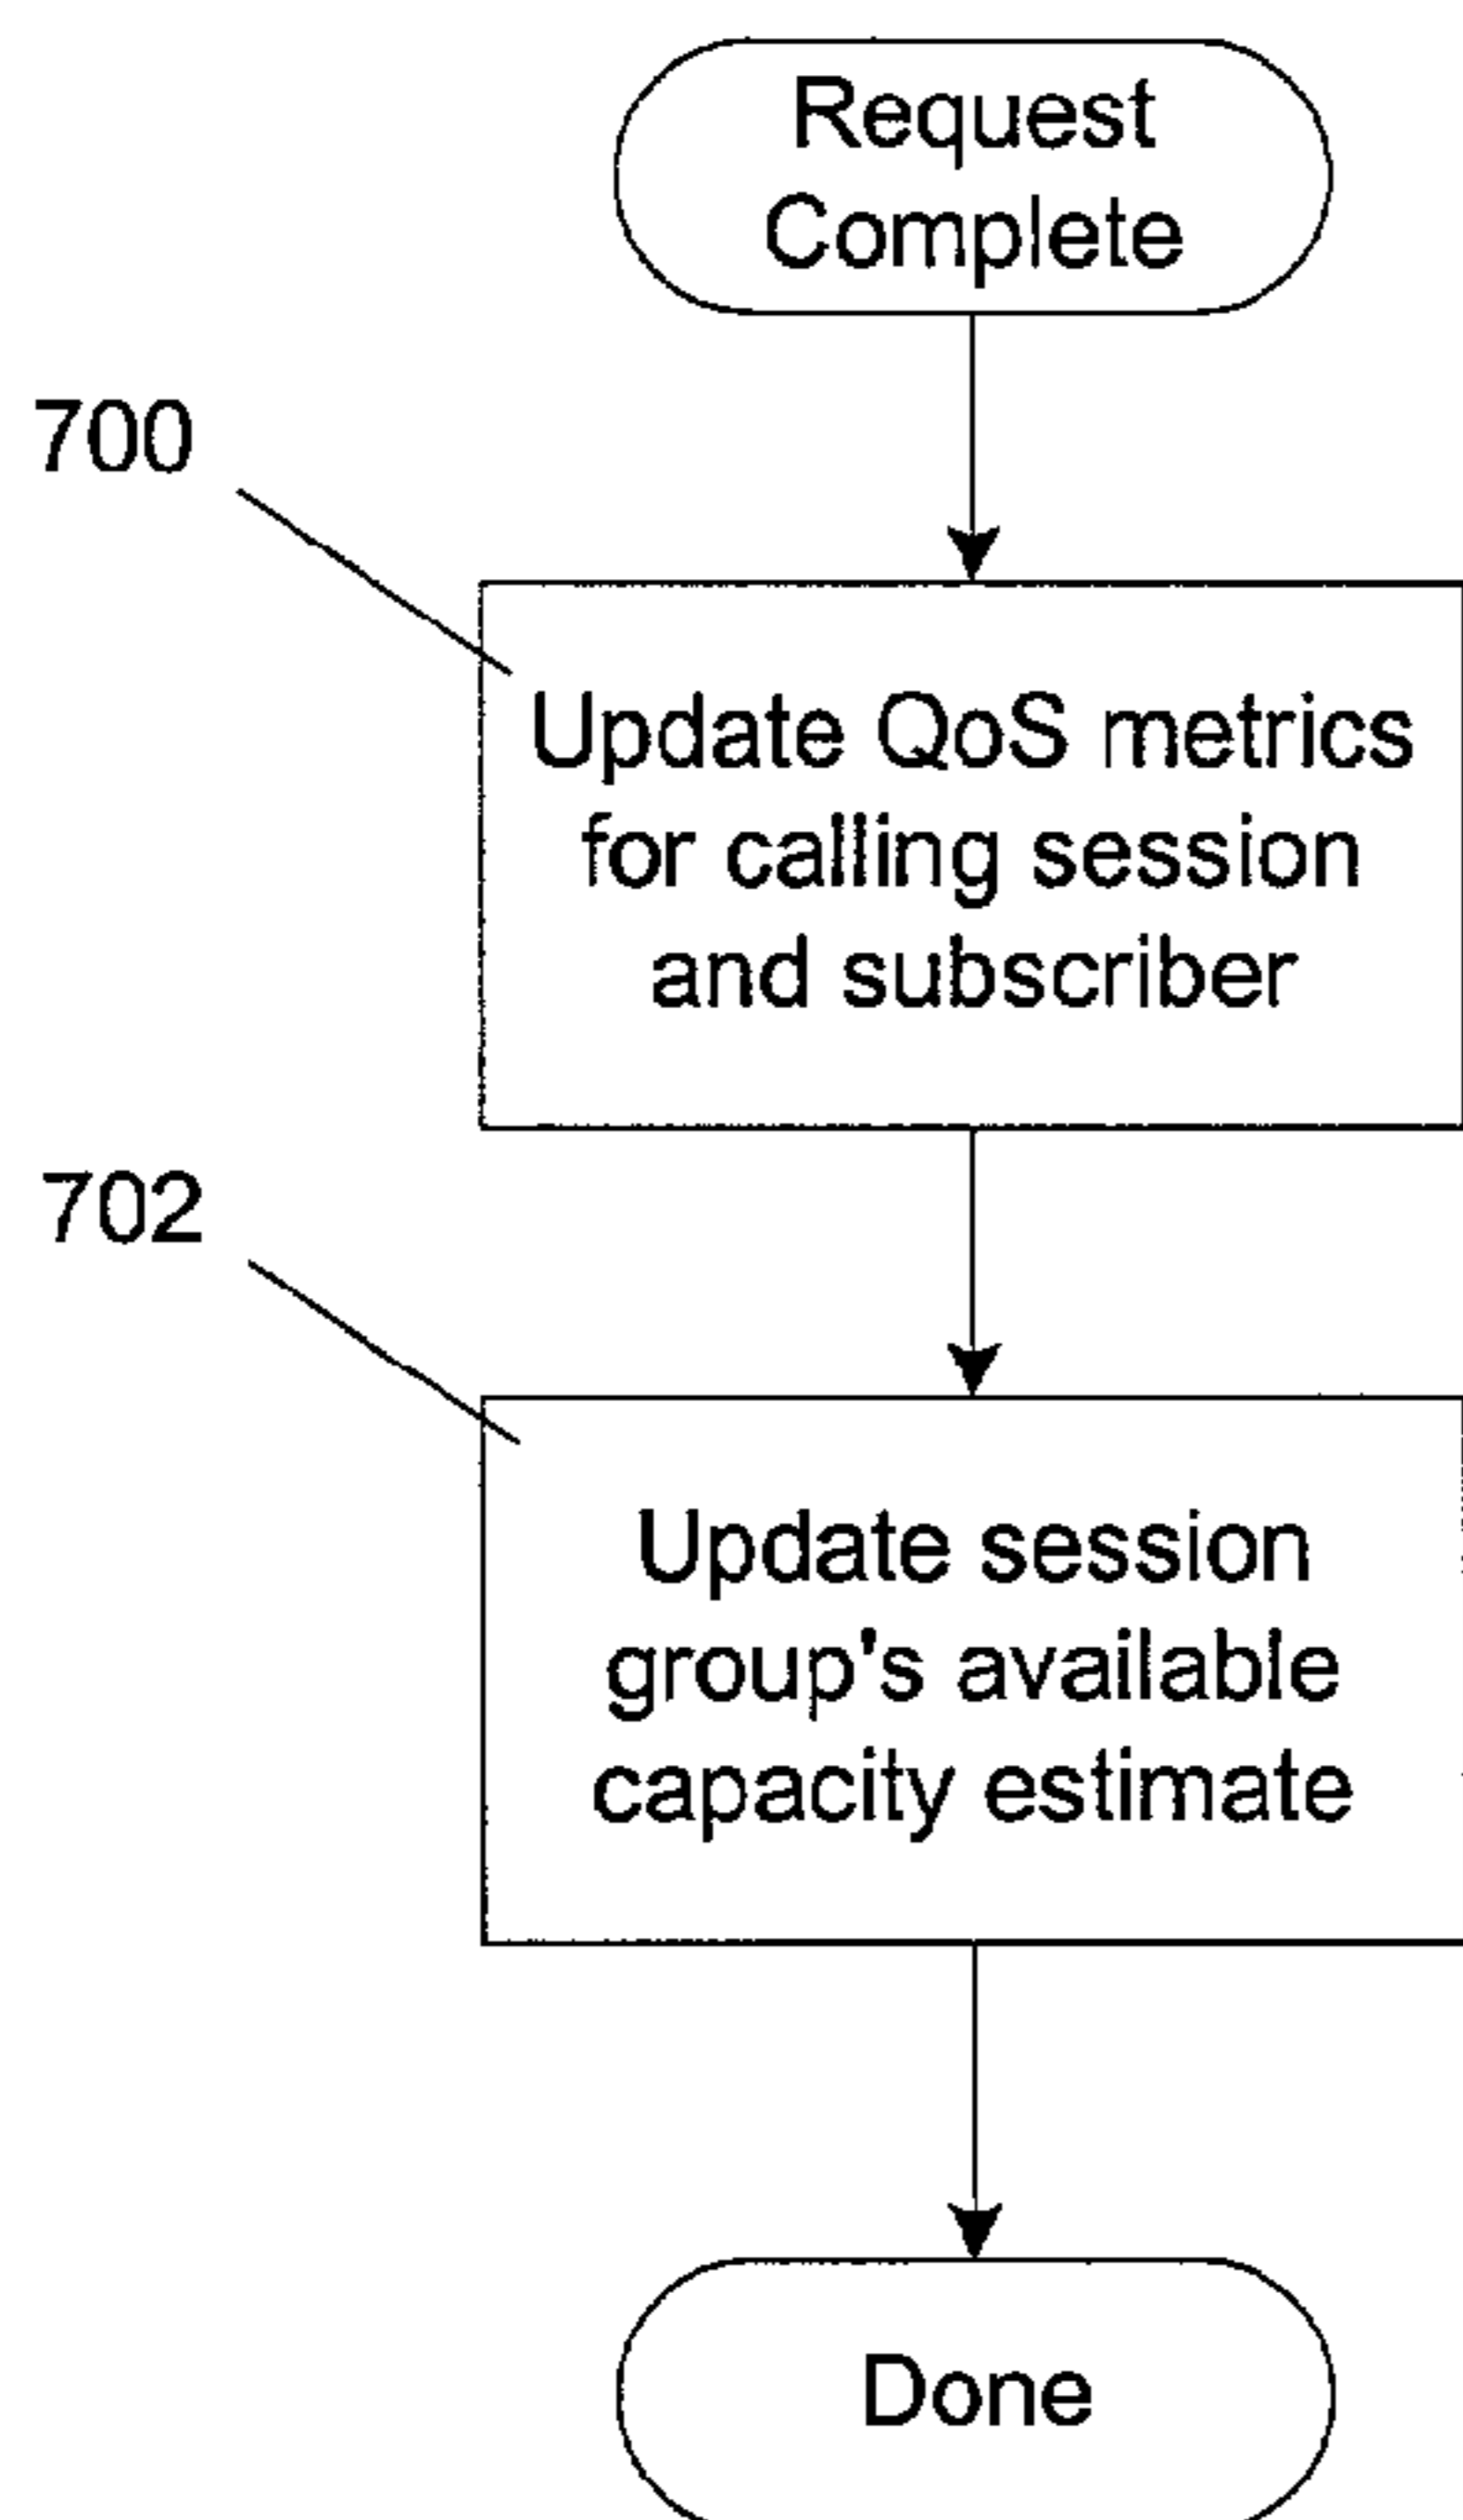 Request
Complete
700
Update QoS metrics
for calling session
and subscriber
702
Update session
group's available
capacity estimate
Done